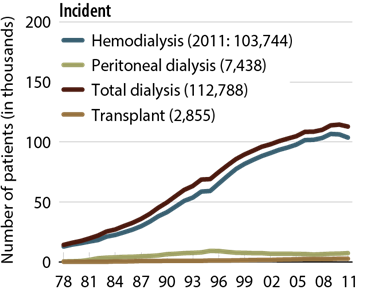 Incident
Number of patients (in thousands)
200
150
100
50
0
Hemodialysis (2011: 103,744)
Peritoneal dialysis (7,438)
Total dialysis (112,788)
Transplant (2,855)
78 81 84 87 90 93 96 99 02 05 08 11